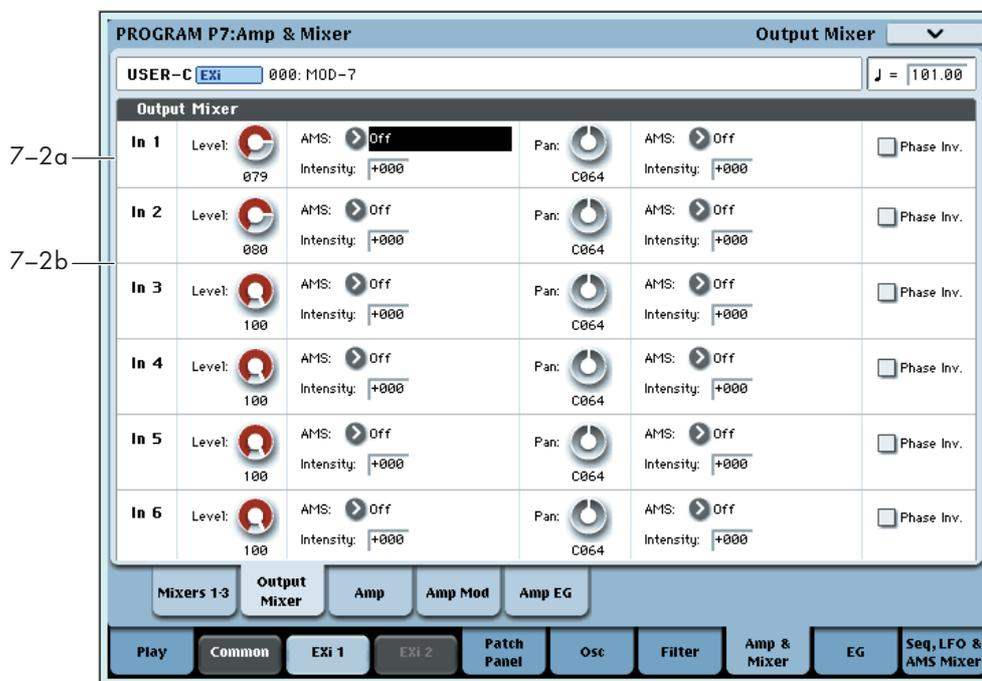 PROGRAM P7:Amp & Mixer Output Mixer
USER-C EXi 000: MOD-7 ♩ = 101.00
Output Mixer
7-2a
In 1 Level: 079 AMS: Off Intensity: +000 Pan: C064 AMS: Off Intensity: +000 Phase Inv.
In 2 Level: 080 AMS: Off Intensity: +000 Pan: C064 AMS: Off Intensity: +000 Phase Inv.
7-2b
In 3 Level: 100 AMS: Off Intensity: +000 Pan: C064 AMS: Off Intensity: +000 Phase Inv.
In 4 Level: 100 AMS: Off Intensity: +000 Pan: C064 AMS: Off Intensity: +000 Phase Inv.
In 5 Level: 100 AMS: Off Intensity: +000 Pan: C064 AMS: Off Intensity: +000 Phase Inv.
In 6 Level: 100 AMS: Off Intensity: +000 Pan: C064 AMS: Off Intensity: +000 Phase Inv.
Mixers 1-3 Output Mixer Amp Amp Mod Amp EG
Play Common EXi 1 EXi 2 Patch Panel Osc Filter Amp & Mixer EG Seq, LFO & AMS Mixer